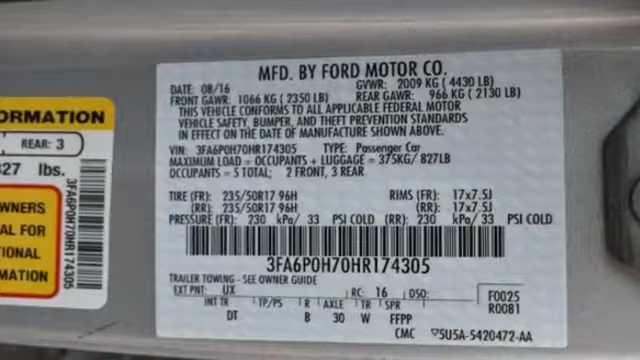 FORMATION
REAR: 3
827 lbs.
OWNERS
AL FOR
TIONAL
MATION
3FA6P0H70HR174305
MFD. BY FORD MOTOR CO.
DATE: 08/16 GVWR: 2009 KG (4430 LB)
FRONT GAWR: 1066 KG (2350 LB) REAR GAWR: 966 KG (2130 LB)
THIS VEHICLE CONFORMS TO ALL APPLICABLE FEDERAL MOTOR
VEHICLE SAFETY, BUMPER, AND THEFT PREVENTION STANDARDS
IN EFFECT ON THE DATE OF MANUFACTURE SHOWN ABOVE.
VIN: 3FA6P0H70HR174305 TYPE: Passenger Car
MAXIMUM LOAD = OCCUPANTS + LUGGAGE = 375KG/ 827LB
OCCUPANTS = 5 TOTAL; 2 FRONT, 3 REAR
TIRE (FR): 235/50R17 96H RIMS (FR): 17x7.5J
(RR): 235/50R17 96H (RR): 17x7.5J
PRESSURE (FR): 230 kPa/ 33 PSI COLD (RR): 230 kPa/ 33 PSI COLD
3FA6P0H70HR174305
TRAILER TOWING - SEE OWNER GUIDE
EXT PNT: UX RC: 16 DSO: F0025
R0081
INT TR TP/PS R AXLE TR SPR
DT B 30 W FFPP
CMC 5U5A-5420472-AA